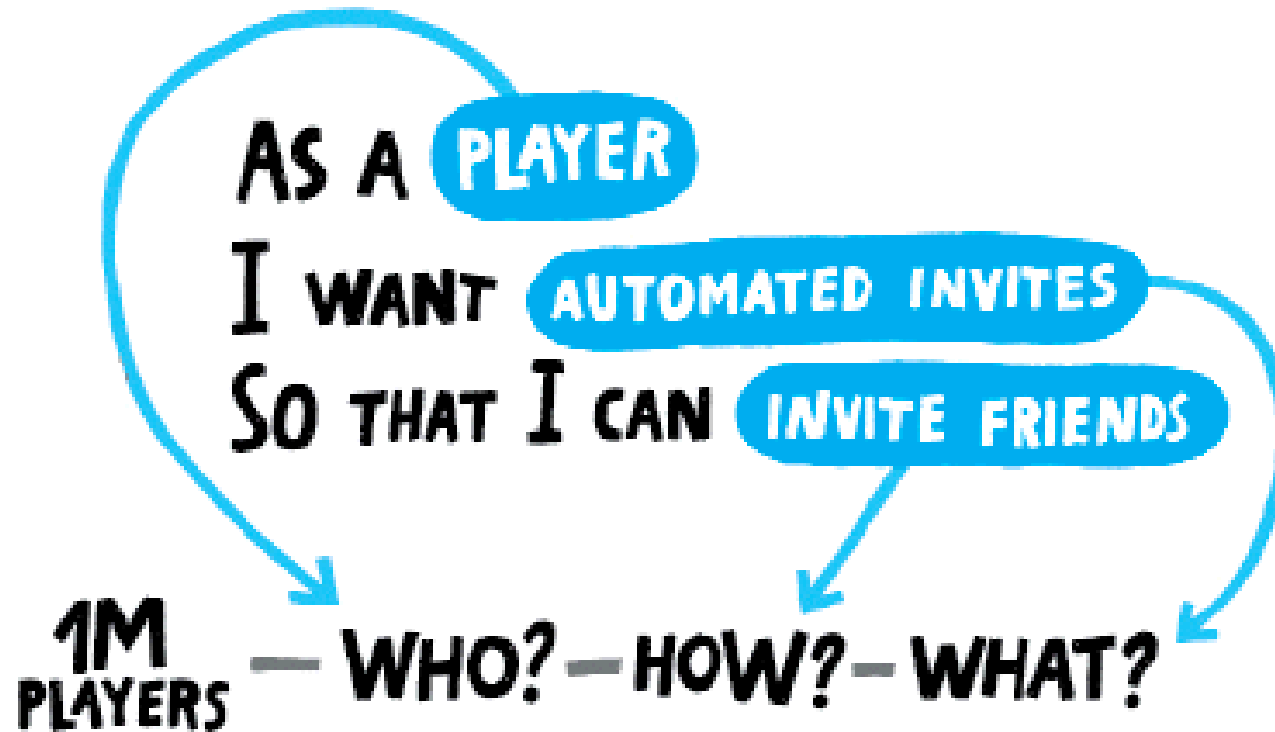 AS A PLAYER
I WANT AUTOMATED INVITES
SO THAT I CAN INVITE FRIENDS
1M
PLAYERS — WHO? — HOW? — WHAT?